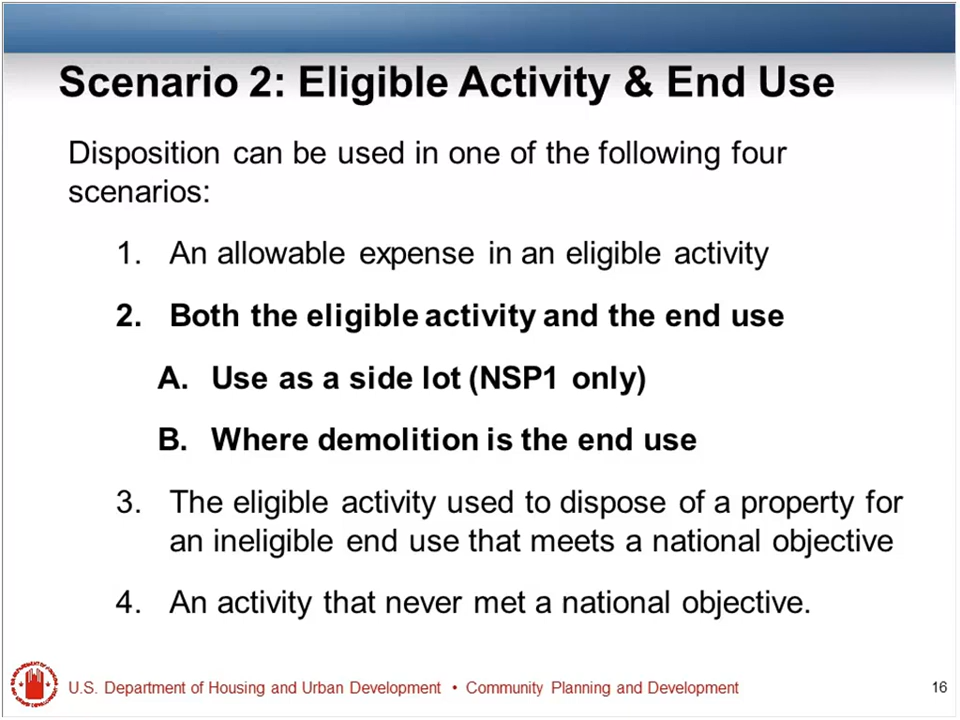 Scenario 2: Eligible Activity & End Use
Disposition can be used in one of the following four
scenarios:
1. An allowable expense in an eligible activity
2. Both the eligible activity and the end use
A. Use as a side lot (NSP1 only)
B. Where demolition is the end use
3. The eligible activity used to dispose of a property for
an ineligible end use that meets a national objective
4. An activity that never met a national objective.
U.S. Department of Housing and Urban Development • Community Planning and Development
16